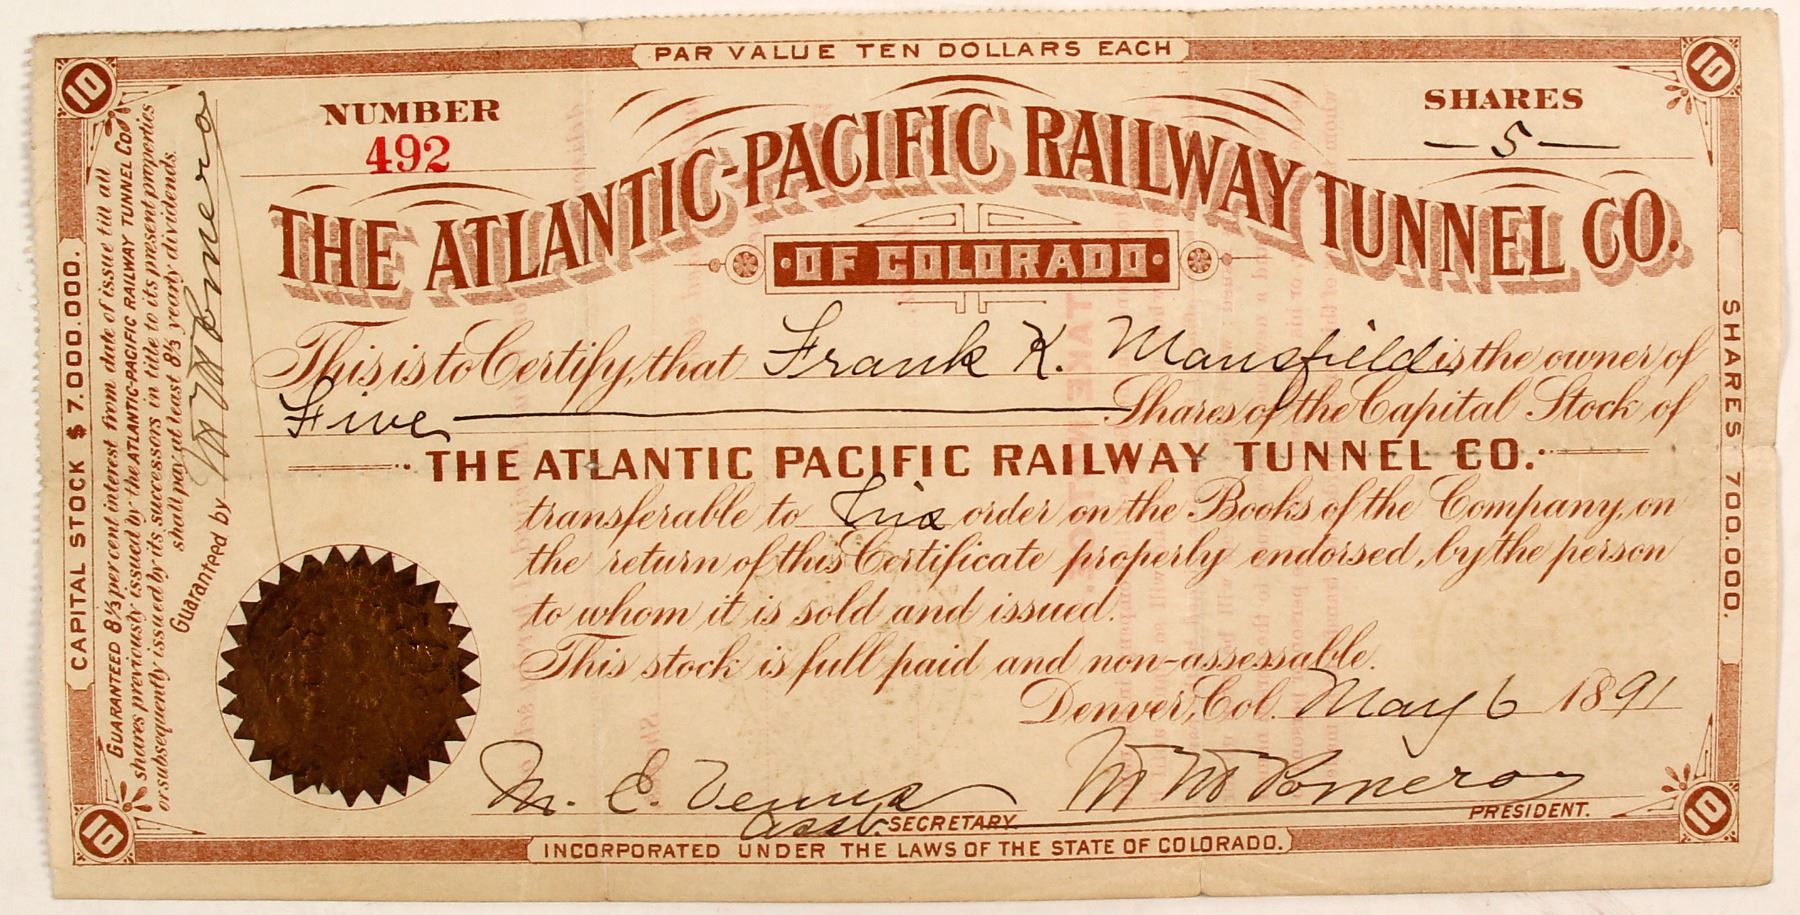 PAR VALUE TEN DOLLARS EACH
10
10
NUMBER
492
SHARES
5
THE ATLANTIC-PACIFIC RAILWAY TUNNEL CO.
OF COLORADO
This is to Certify, that Frank K. Mansfield is the owner of
Five Shares of the Capital Stock of
THE ATLANTIC PACIFIC RAILWAY TUNNEL CO.
transferable to his order on the Books of the Company, on
the return of this Certificate properly endorsed, by the person
to whom it is sold and issued.
This stock is full paid and non-assessable.
Denver, Col. May 6 1891
M. E.
Asst. SECRETARY
M M Pomeroy
PRESIDENT.
INCORPORATED UNDER THE LAWS OF THE STATE OF COLORADO.
10
10
CAPITAL STOCK $7.000.000.
GUARANTEED 8⅓ per cent interest from date of issue till all
shares previously issued by the ATLANTIC-PACIFIC RAILWAY TUNNEL Co.
or subsequently issued by its successors in title to its present properties
shall pay at least 8⅓ yearly dividends.
Guaranteed by M M Pomeroy
SHARES 700.000.